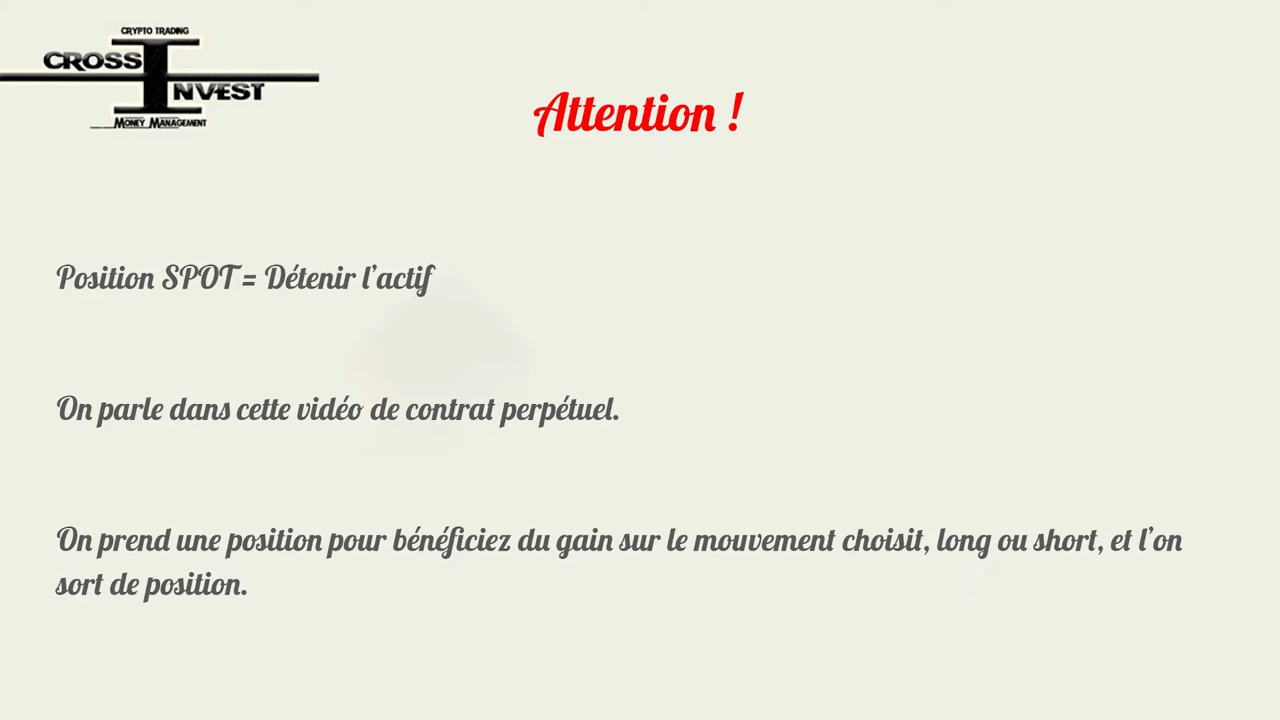 CRYPTO TRADING
CROSS
INVEST
MONEY MANAGEMENT
Attention !
Position SPOT = Détenir l’actif
On parle dans cette vidéo de contrat perpétuel.
On prend une position pour bénéficiez du gain sur le mouvement choisit, long ou short, et l’on
sort de position.